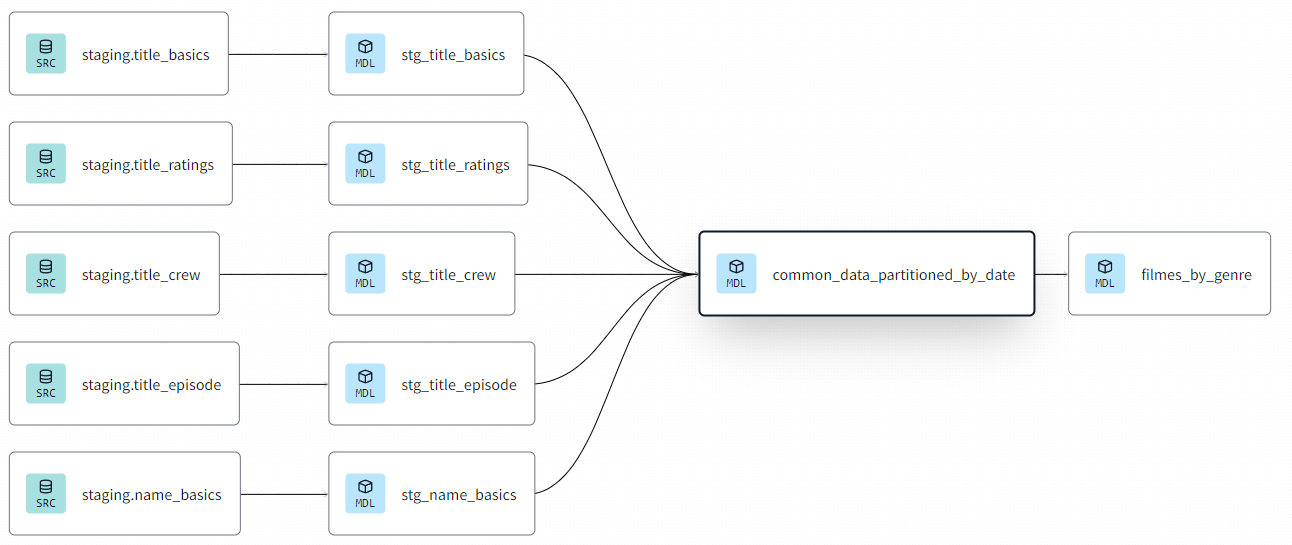 SRC
staging.title_basics
MDL
stg_title_basics
SRC
staging.title_ratings
MDL
stg_title_ratings
SRC
staging.title_crew
MDL
stg_title_crew
MDL
common_data_partitioned_by_date
MDL
filmes_by_genre
SRC
staging.title_episode
MDL
stg_title_episode
SRC
staging.name_basics
MDL
stg_name_basics